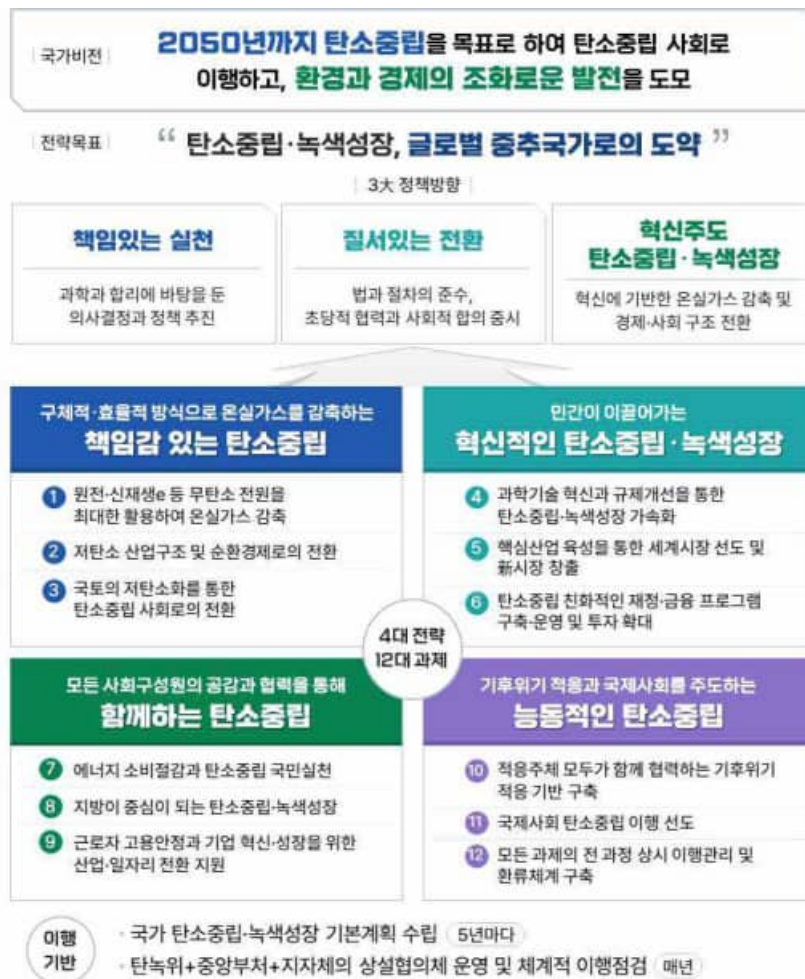 국가비전
2050년까지 탄소중립을 목표로 하여 탄소중립 사회로
이행하고, 환경과 경제의 조화로운 발전을 도모
전략목표
“ 탄소중립·녹색성장, 글로벌 중추국가로의 도약 ”
3大 정책방향
책임있는 실천
과학과 합리에 바탕을 둔
의사결정과 정책 추진
질서있는 전환
법과 절차의 준수,
초당적 협력과 사회적 합의 중시
혁신주도
탄소중립·녹색성장
혁신에 기반한 온실가스 감축 및
경제·사회 구조 전환
구체적·효율적 방식으로 온실가스를 감축하는
책임감 있는 탄소중립
1 원전·신재생e 등 무탄소 전원을
최대한 활용하여 온실가스 감축
2 저탄소 산업구조 및 순환경제로의 전환
3 국토의 저탄소화를 통한
탄소중립 사회로의 전환
민간이 이끌어가는
혁신적인 탄소중립·녹색성장
4 과학기술 혁신과 규제개선을 통한
탄소중립·녹색성장 가속화
5 핵심산업 육성을 통한 세계시장 선도 및
新시장 창출
6 탄소중립 친화적인 재정·금융 프로그램
구축·운영 및 투자 확대
4대 전략
12대 과제
모든 사회구성원의 공감과 협력을 통해
함께하는 탄소중립
7 에너지 소비절감과 탄소중립 국민실천
8 지방이 중심이 되는 탄소중립·녹색성장
9 근로자 고용안정과 기업 혁신·성장을 위한
산업·일자리 전환 지원
기후위기 적응과 국제사회를 주도하는
능동적인 탄소중립
10 적응주체 모두가 함께 협력하는 기후위기
적응 기반 구축
11 국제사회 탄소중립 이행 선도
12 모든 과제의 전 과정 상시 이행관리 및
환류체계 구축
이행
기반
· 국가 탄소중립·녹색성장 기본계획 수립 5년마다
· 탄녹위+중앙부처+지자체의 상설협의체 운영 및 체계적 이행점검 매년